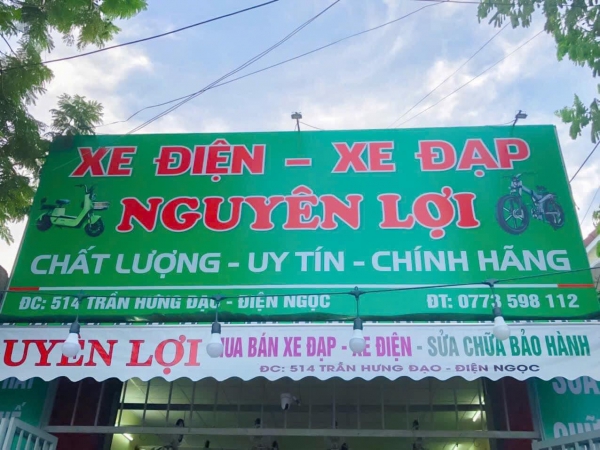 XE ĐIỆN - XE ĐẠP
NGUYÊN LỢI
CHẤT LƯỢNG - UY TÍN - CHÍNH HÃNG
ĐC: 514 TRẦN HƯNG ĐẠO - ĐIỆN NGỌC
ĐT: 0773 598 112
UYÊN LỢI
MUA BÁN XE ĐẠP - XE ĐIỆN - SỬA CHỮA BẢO HÀNH
ĐC: 514 TRẦN HƯNG ĐẠO - ĐIỆN NGỌC